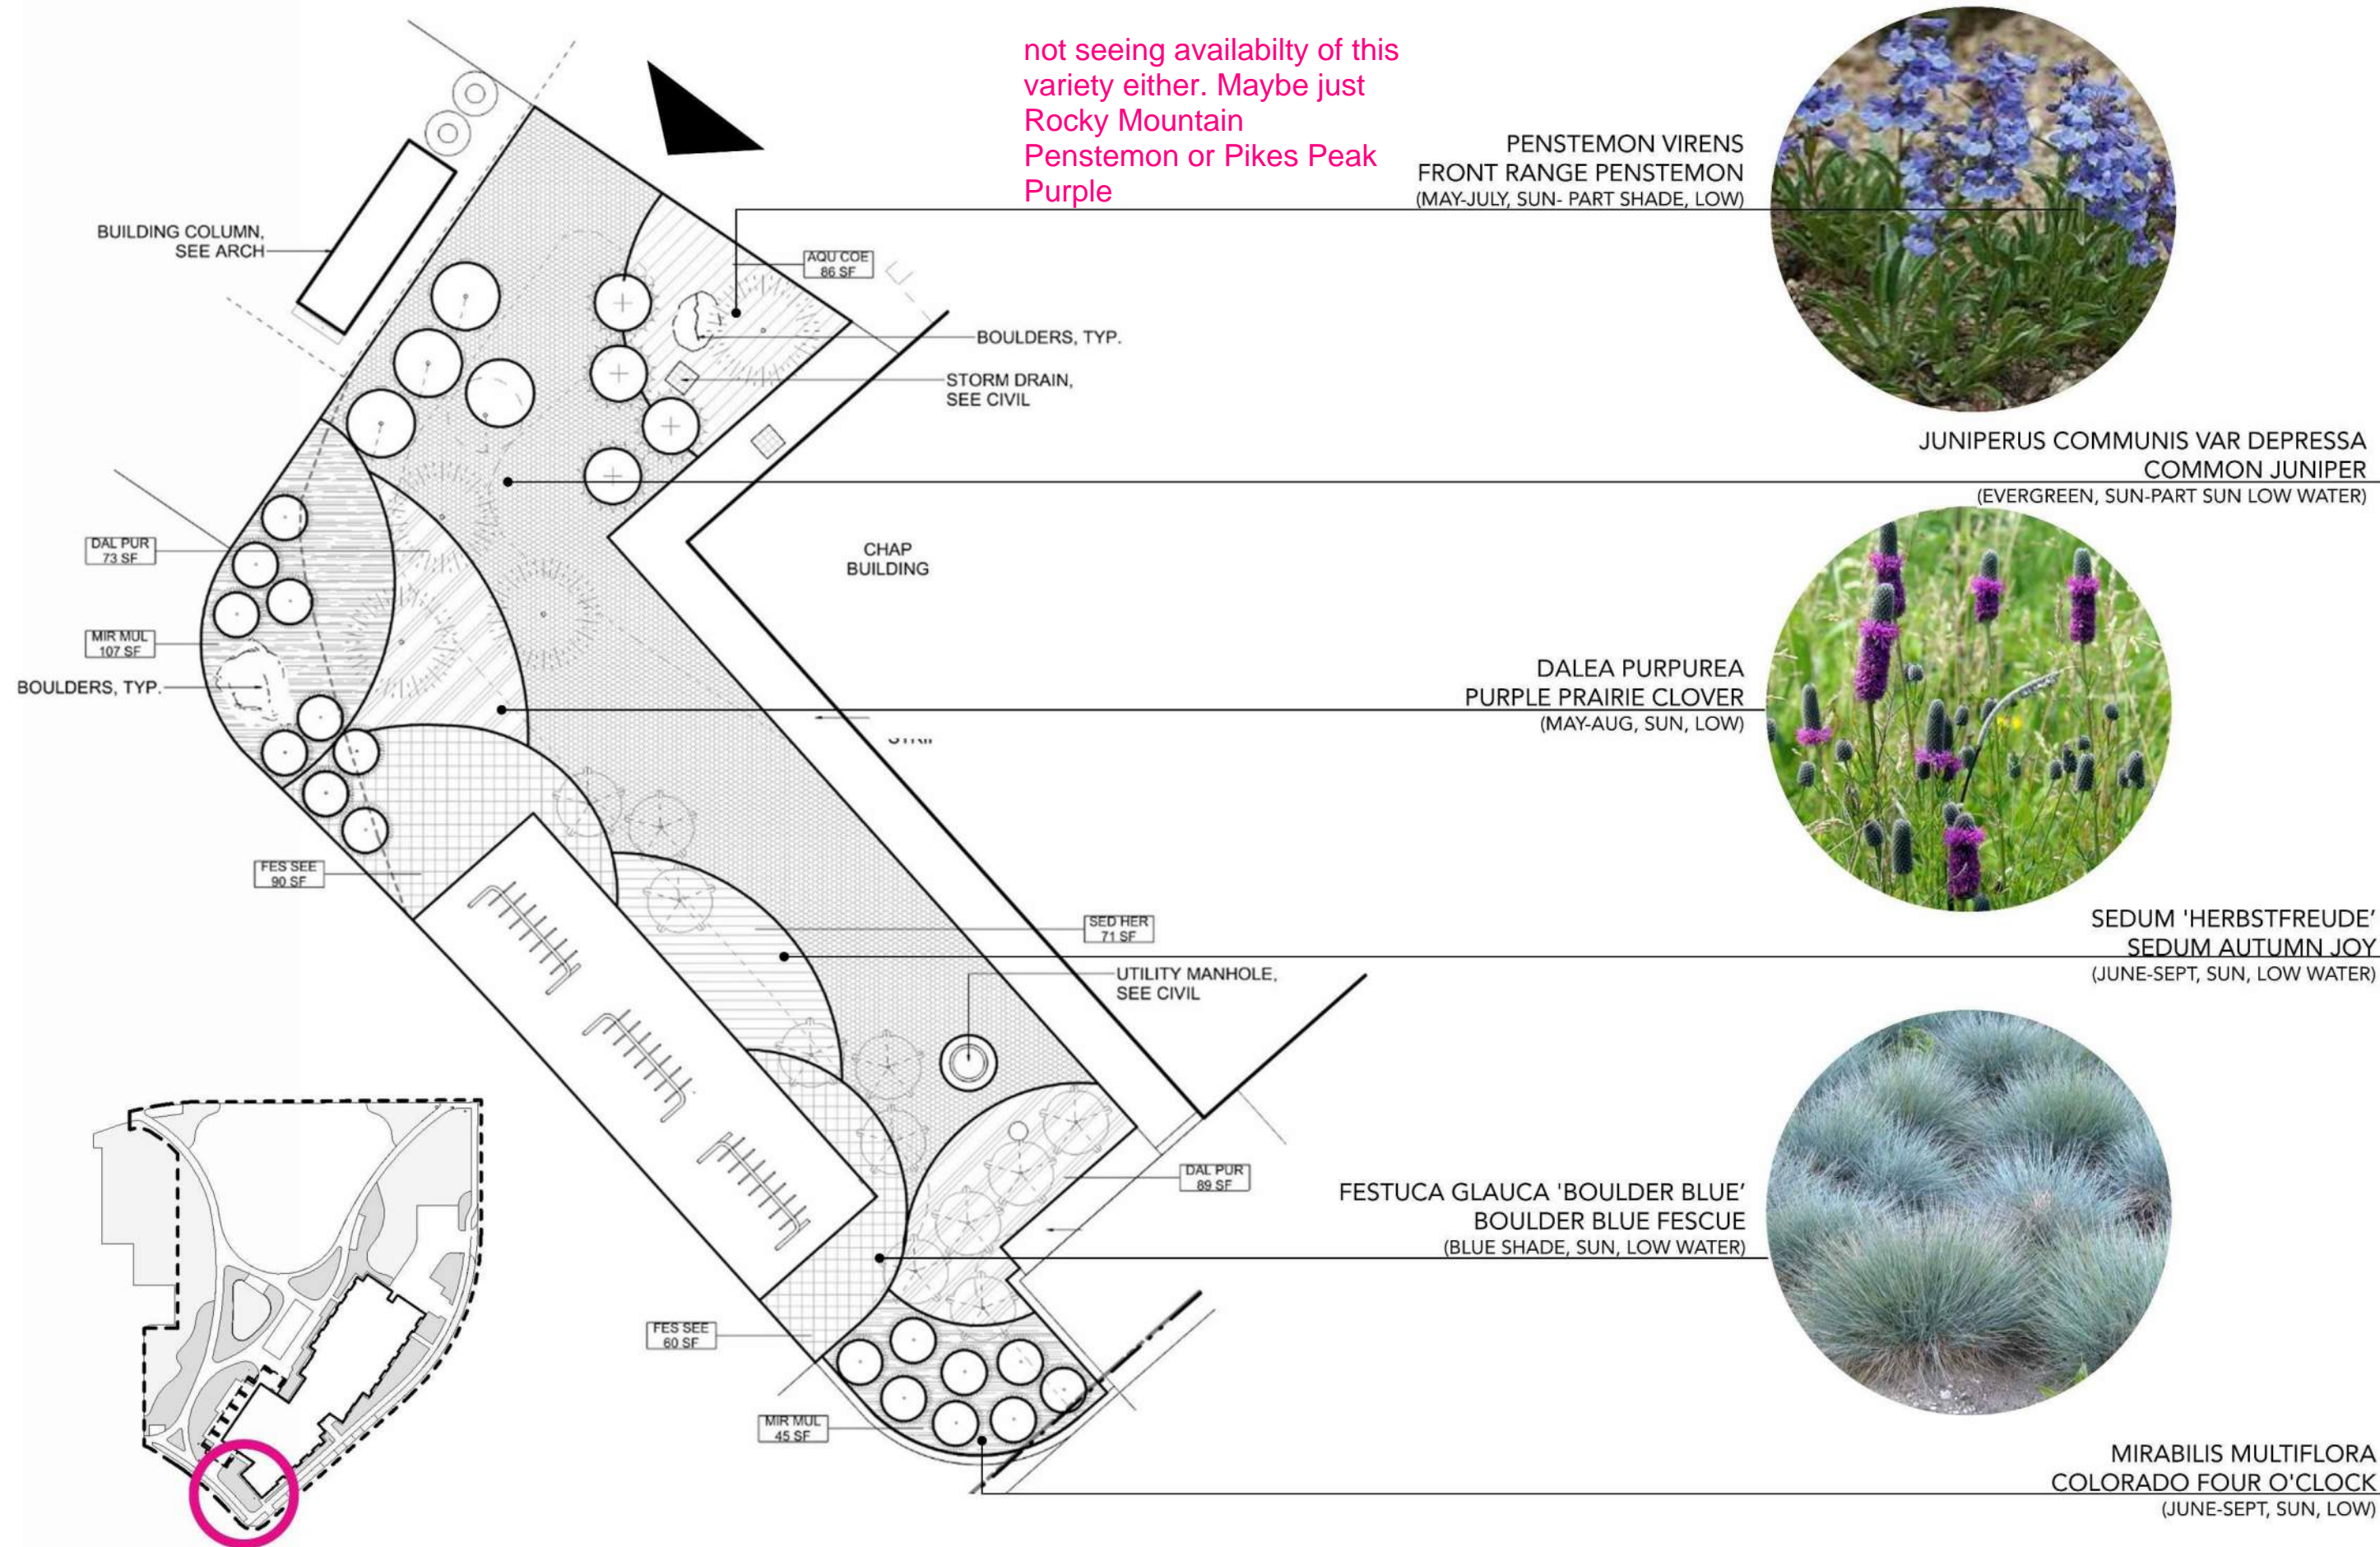 not seeing availabilty of this
variety either. Maybe just
Rocky Mountain
Penstemon or Pikes Peak
Purple
PENSTEMON VIRENS
FRONT RANGE PENSTEMON
(MAY-JULY, SUN- PART SHADE, LOW)
BUILDING COLUMN,
SEE ARCH
AQU COE
86 SF
BOULDERS, TYP.
STORM DRAIN,
SEE CIVIL
JUNIPERUS COMMUNIS VAR DEPRESSA
COMMON JUNIPER
(EVERGREEN, SUN-PART SUN LOW WATER)
DAL PUR
73 SF
CHAP
BUILDING
MIR MUL
107 SF
BOULDERS, TYP.
DALEA PURPUREA
PURPLE PRAIRIE CLOVER
(MAY-AUG, SUN, LOW)
FES SEE
90 SF
SED HER
71 SF
SEDUM 'HERBSTFREUDE'
SEDUM AUTUMN JOY
(JUNE-SEPT, SUN, LOW WATER)
UTILITY MANHOLE,
SEE CIVIL
DAL PUR
89 SF
FESTUCA GLAUCA 'BOULDER BLUE'
BOULDER BLUE FESCUE
(BLUE SHADE, SUN, LOW WATER)
FES SEE
60 SF
MIR MUL
45 SF
MIRABILIS MULTIFLORA
COLORADO FOUR O'CLOCK
(JUNE-SEPT, SUN, LOW)